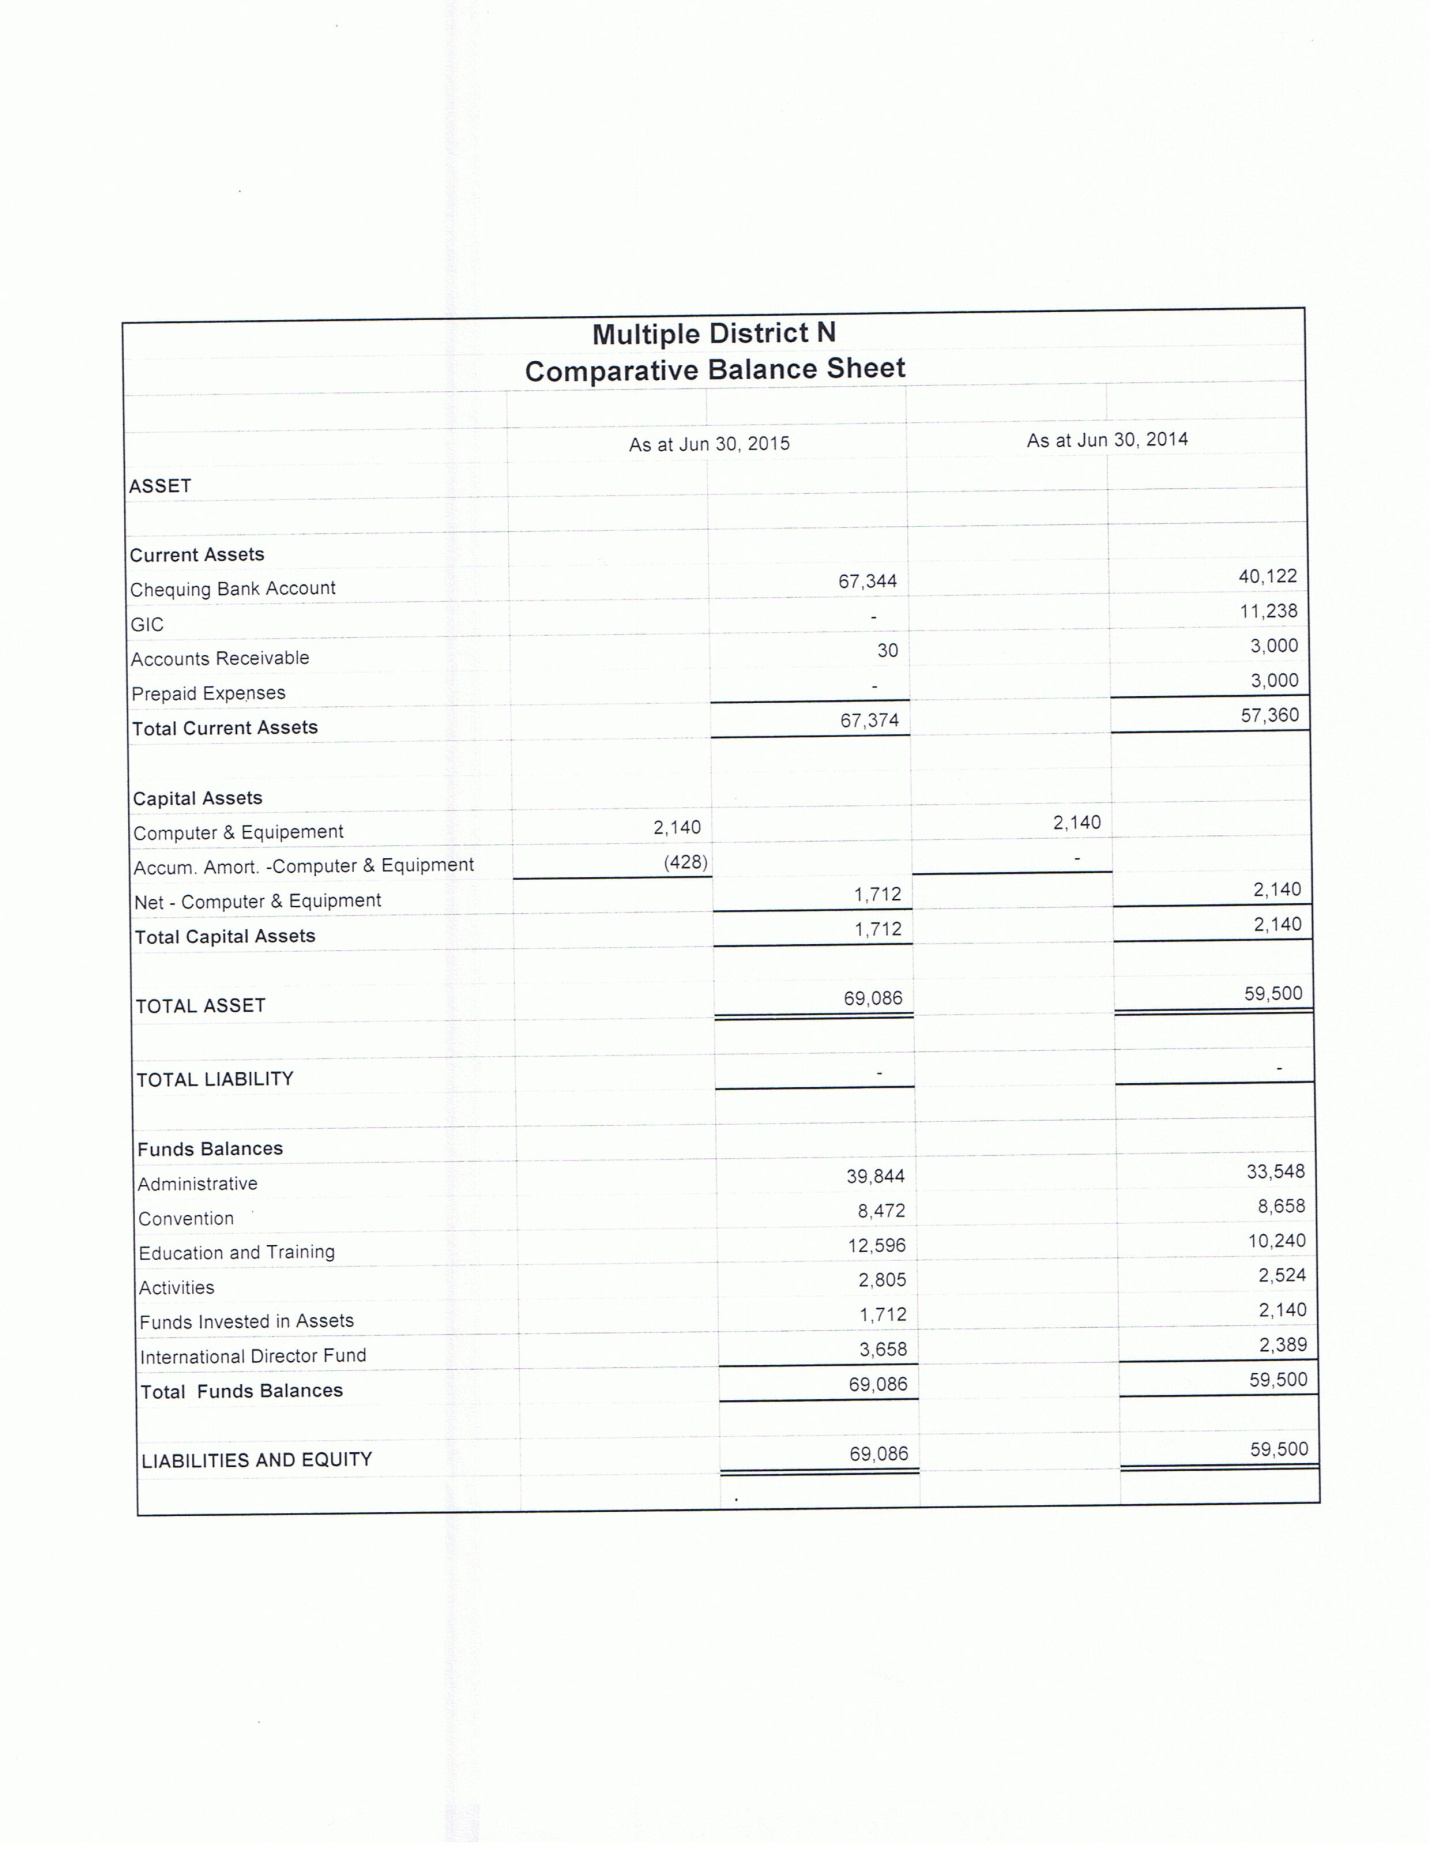 Multiple District N
Comparative Balance Sheet
As at Jun 30, 2015 As at Jun 30, 2014
ASSET
Current Assets
Chequing Bank Account 67,344 40,122
GIC - 11,238
Accounts Receivable 30 3,000
Prepaid Expenses - 3,000
Total Current Assets 67,374 57,360
Capital Assets
Computer & Equipement 2,140 2,140
Accum. Amort. -Computer & Equipment (428) -
Net - Computer & Equipment 1,712 2,140
Total Capital Assets 1,712 2,140
TOTAL ASSET 69,086 59,500
TOTAL LIABILITY - -
Funds Balances
Administrative 39,844 33,548
Convention 8,472 8,658
Education and Training 12,596 10,240
Activities 2,805 2,524
Funds Invested in Assets 1,712 2,140
International Director Fund 3,658 2,389
Total Funds Balances 69,086 59,500
LIABILITIES AND EQUITY 69,086 59,500